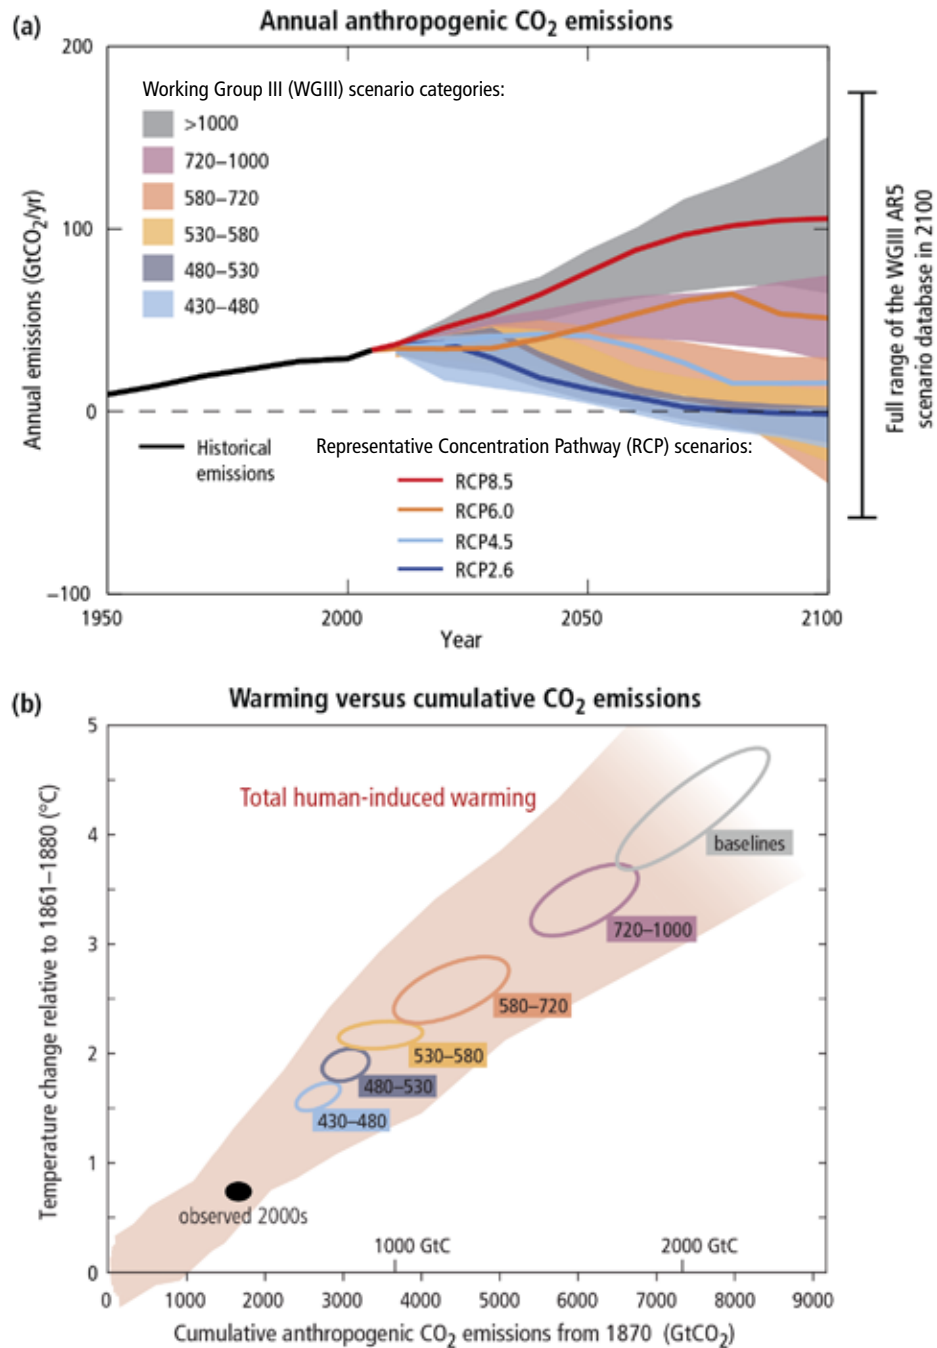 (a)
Annual anthropogenic CO2 emissions
200
100
0
−100
Annual emissions (GtCO2/yr)
Working Group III (WGIII) scenario categories:
>1000
720–1000
580–720
530–580
480–530
430–480
Historical
emissions
Representative Concentration Pathway (RCP) scenarios:
RCP8.5
RCP6.0
RCP4.5
RCP2.6
1950
2000
2050
2100
Year
Full range of the WGIII AR5
scenario database in 2100
(b)
Warming versus cumulative CO2 emissions
5
4
3
2
1
0
Temperature change relative to 1861–1880 (°C)
Total human-induced warming
baselines
720–1000
580–720
530–580
480–530
430–480
observed 2000s
1000 GtC
2000 GtC
0
1000
2000
3000
4000
5000
6000
7000
8000
9000
Cumulative anthropogenic CO2 emissions from 1870 (GtCO2)